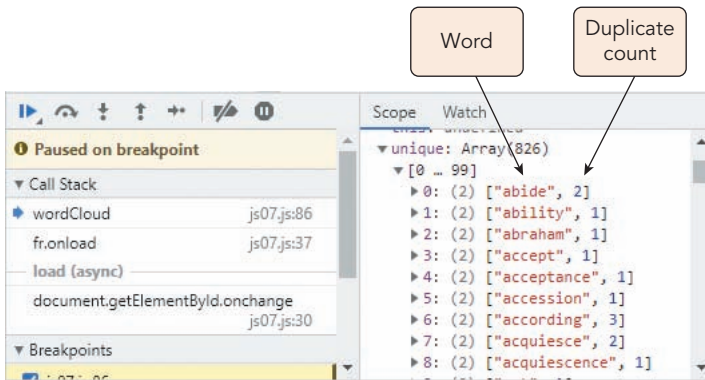 Word
Duplicate
count
Paused on breakpoint
Call Stack
wordCloud js07.js:86
fr.onload js07.js:37
load (async)
document.getElementById.onchange
js07.js:30
Breakpoints
Scope Watch
unique: Array(826)
[0 … 99]
0: (2) ["abide", 2]
1: (2) ["ability", 1]
2: (2) ["abraham", 1]
3: (2) ["accept", 1]
4: (2) ["acceptance", 1]
5: (2) ["accession", 1]
6: (2) ["according", 3]
7: (2) ["acquiesce", 2]
8: (2) ["acquiescence", 1]